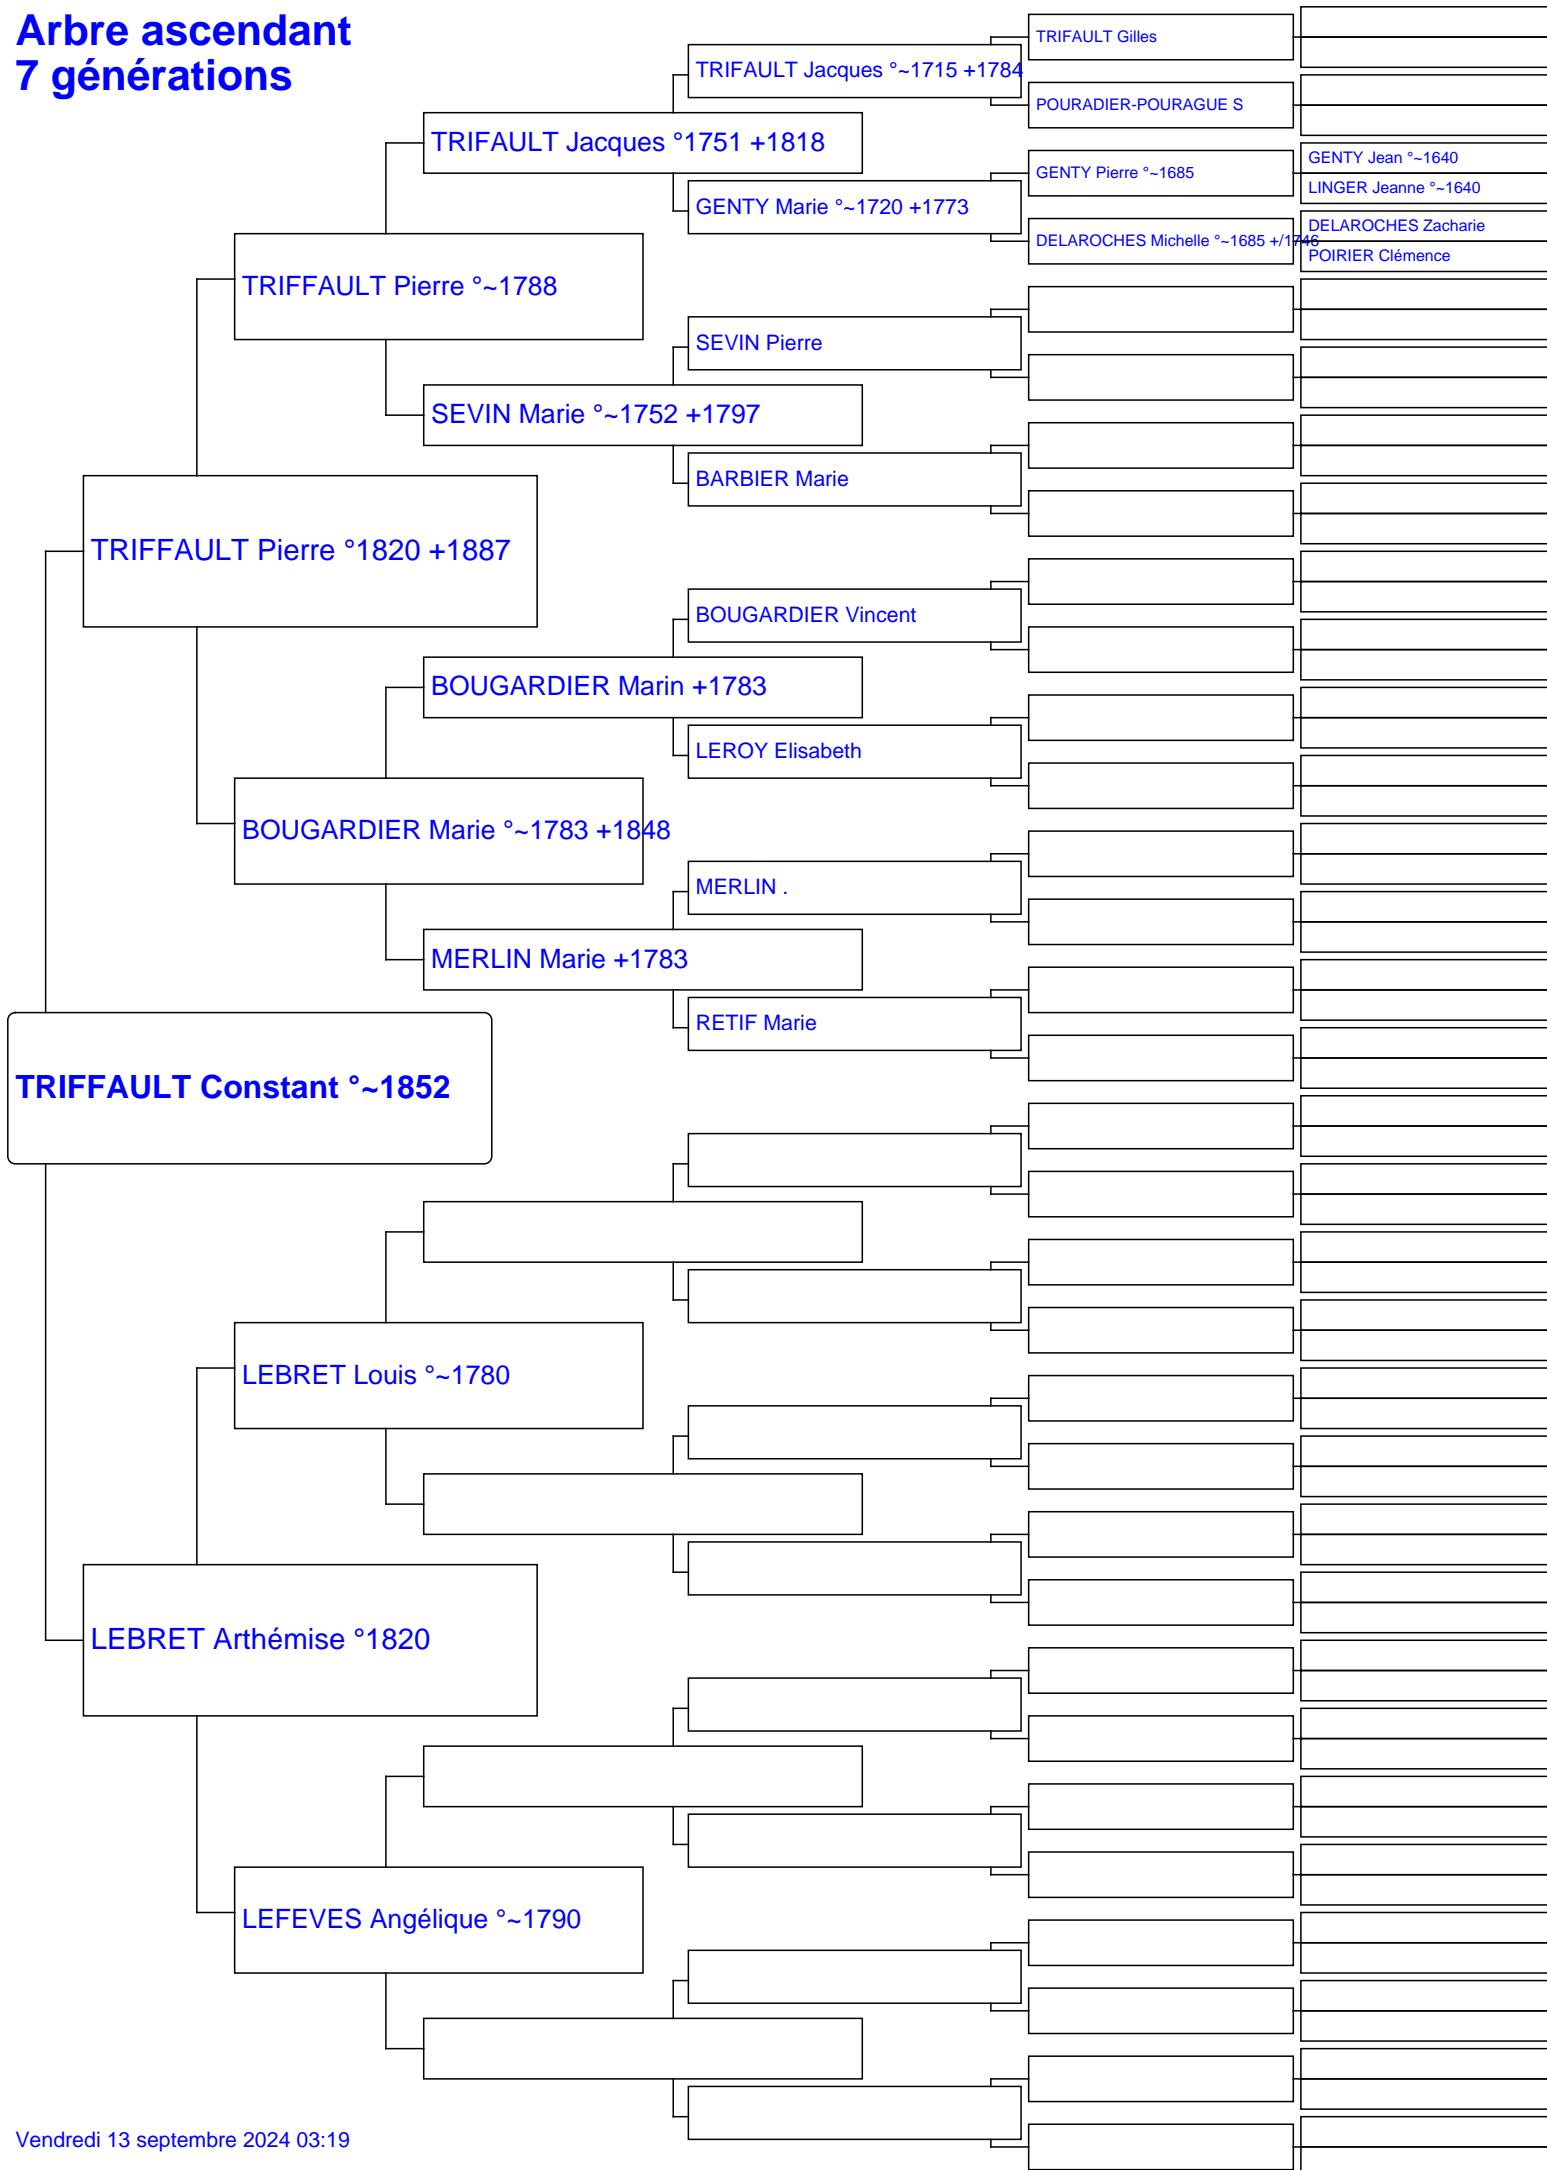 Arbre ascendant
7 générations
TRIFAULT Gilles
TRIFAULT Jacques °~1715 +1784
POURADIER-POURAGUE S
TRIFAULT Jacques °1751 +1818
GENTY Jean °~1640
GENTY Pierre °~1685
LINGER Jeanne °~1640
GENTY Marie °~1720 +1773
DELAROCHES Zacharie
DELAROCHES Michelle °~1685 +/1746
POIRIER Clémence
TRIFFAULT Pierre °~1788
SEVIN Pierre
SEVIN Marie °~1752 +1797
BARBIER Marie
TRIFFAULT Pierre °1820 +1887
BOUGARDIER Vincent
BOUGARDIER Marin +1783
LEROY Elisabeth
BOUGARDIER Marie °~1783 +1848
MERLIN .
MERLIN Marie +1783
RETIF Marie
TRIFFAULT Constant °~1852
LEBRET Louis °~1780
LEBRET Arthémise °1820
LEFEVES Angélique °~1790
Vendredi 13 septembre 2024 03:19